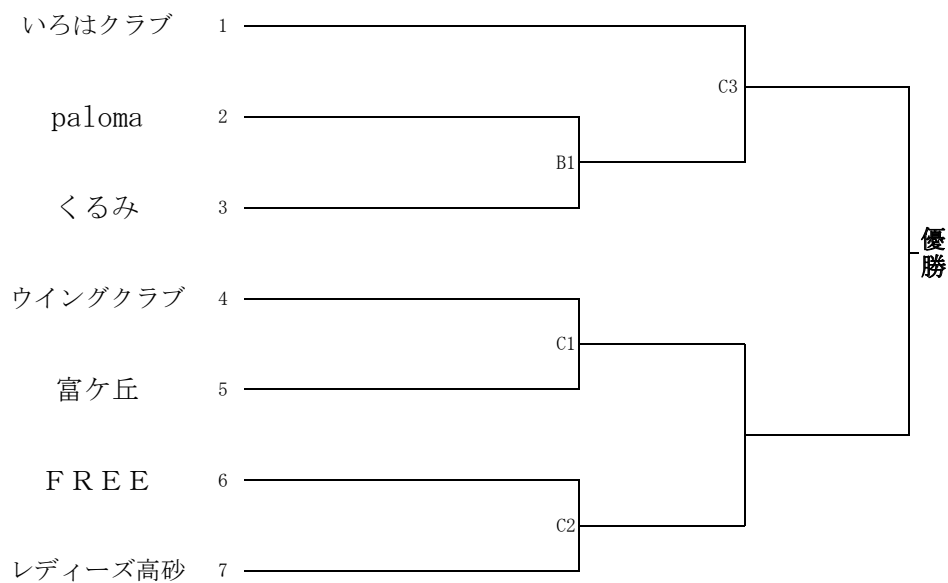 いろはクラブ 1
C3
paloma 2
B1
くるみ 3
優勝
ウイングクラブ 4
C1
富ケ丘 5
ＦＲＥＥ 6
C2
レディーズ高砂 7